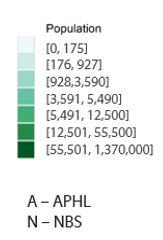 Population
[0, 175]
[176, 927]
[928,3,590]
[3,591, 5,490]
[5,491, 12,500]
[12,501, 55,500]
[55,501, 1,370,000]
A – APHL
N – NBS